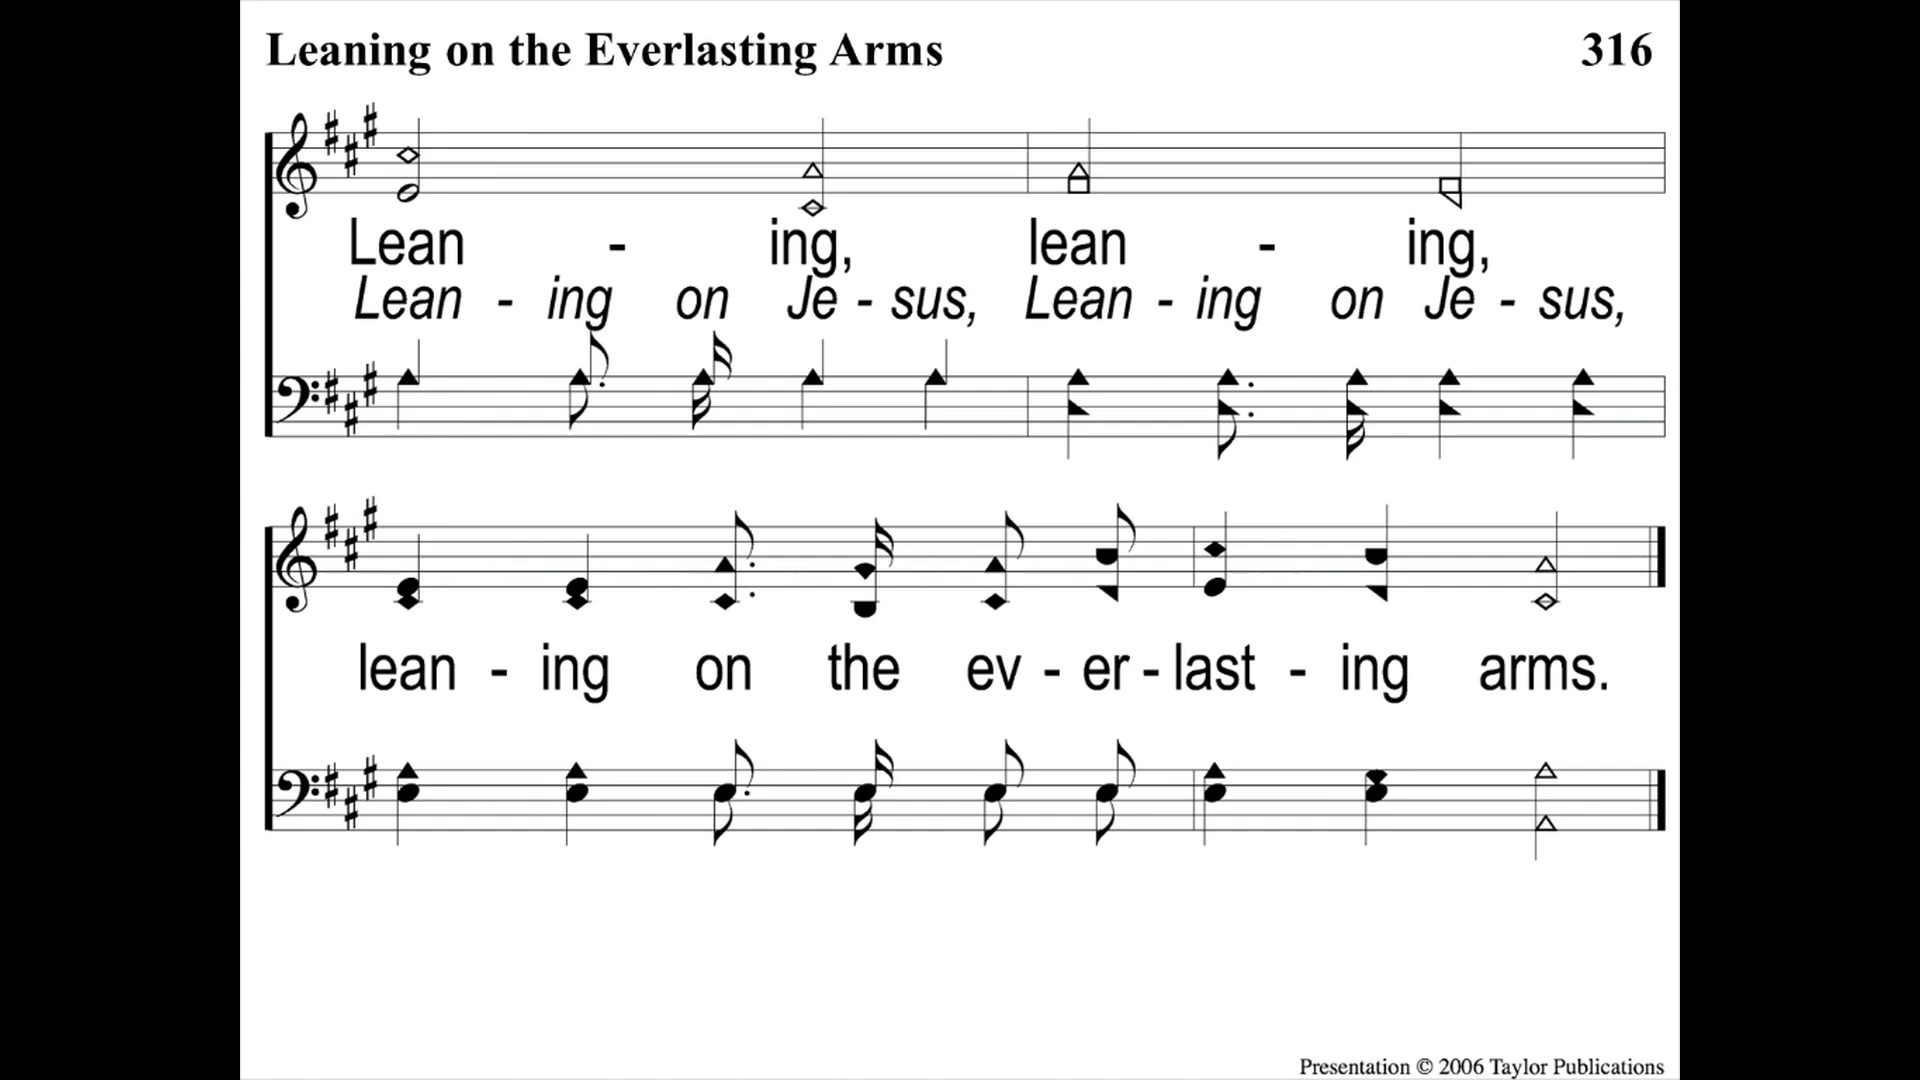 Leaning on the Everlasting Arms 316
Lean - ing, lean - ing,
Lean - ing on Je - sus, Lean - ing on Je - sus,
lean - ing on the ev - er - last - ing arms.
Presentation © 2006 Taylor Publications